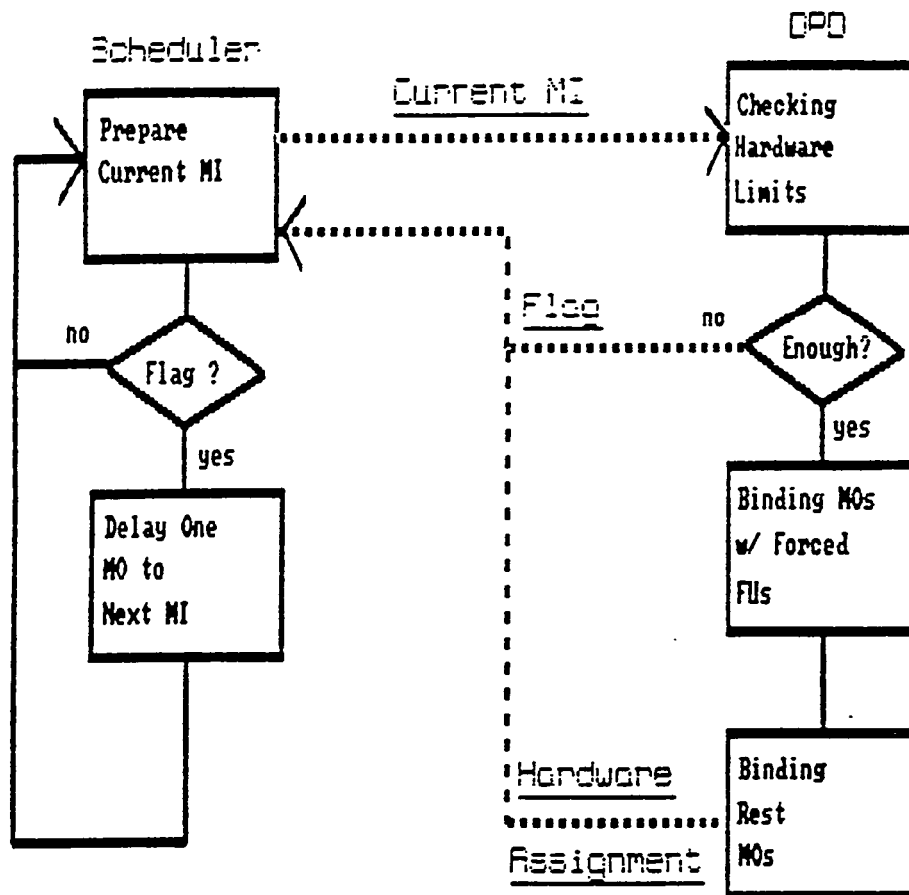 Scheduler
DPD
Current MI
Prepare
Current MI
Checking
Hardware
Limits
Flag
no
no
Flag ?
Enough?
yes
yes
Delay One
MO to
Next MI
Binding MOs
w/ Forced
FUs
Hardware
Assignment
Binding
Rest
MOs